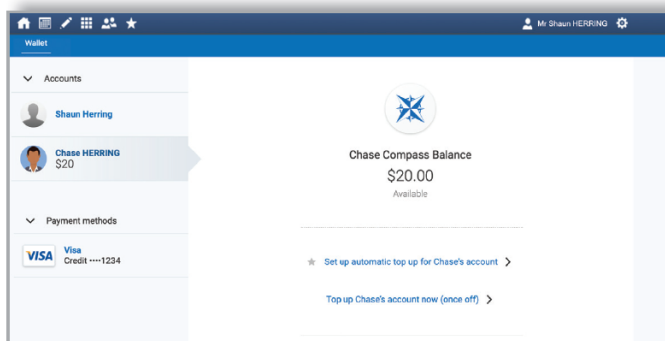 Mr Shaun HERRING
Wallet
Accounts
Shaun Herring
Chase HERRING
$20
Payment methods
VISA
Visa
Credit ••••1234
Chase Compass Balance
$20.00
Available
Set up automatic top up for Chase's account
Top up Chase's account now (once off)